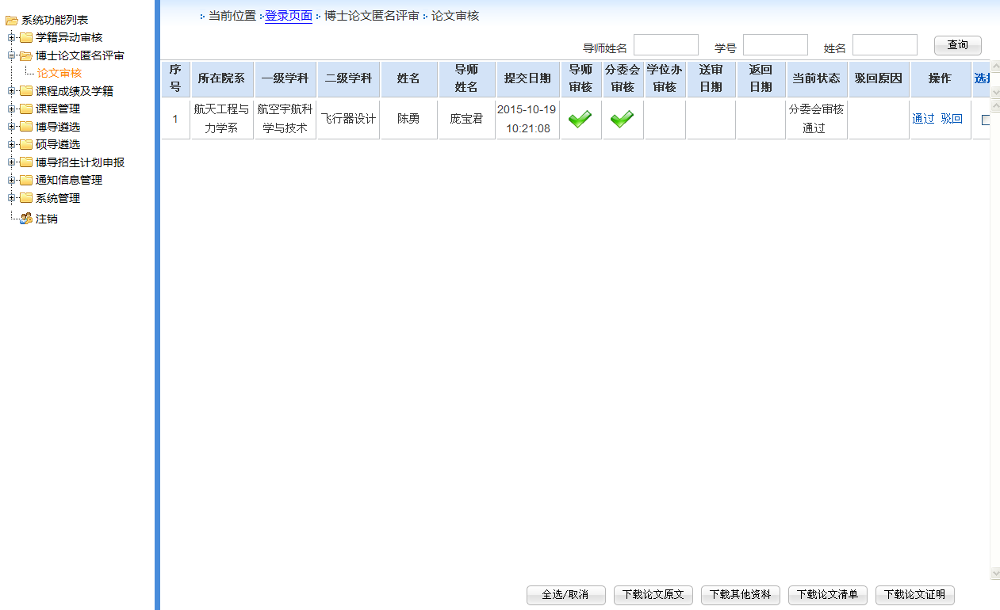 系统功能列表
学籍异动审核
博士论文匿名评审
论文审核
课程成绩及学籍
课程管理
博导遴选
硕导遴选
博导招生计划申报
通知信息管理
系统管理
注销
当前位置 登录页面 博士论文匿名评审 论文审核
导师姓名 学号 姓名 查询
序号 所在院系 一级学科 二级学科 姓名 导师姓名 提交日期 导师审核 分委会审核 学位办审核 送审日期 返回日期 当前状态 驳回原因 操作 选
1 航天工程与力学系 航空宇航科学与技术 飞行器设计 陈勇 庞宝君 2015-10-19 10:21:08 分委会审核通过 通过 驳回
全选/取消 下载论文原文 下载其他资料 下载论文清单 下载论文证明